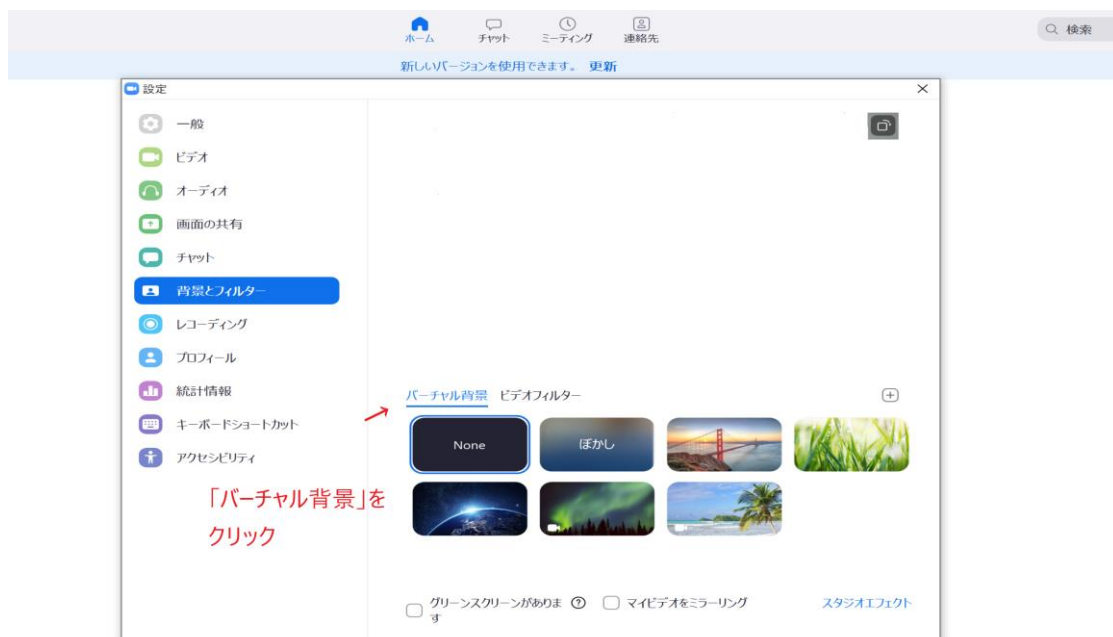 ホーム
チャット
ミーティング
連絡先
検索
新しいバージョンを使用できます。 更新
設定
一般
ビデオ
オーディオ
画面の共有
チャット
背景とフィルター
レコーディング
プロフィール
統計情報
キーボードショートカット
アクセシビリティ
バーチャル背景 ビデオフィルター
None
ぼかし
「バーチャル背景」を
クリック
グリーンスクリーンがありま
す
マイビデオをミラーリング
スタジオエフェクト